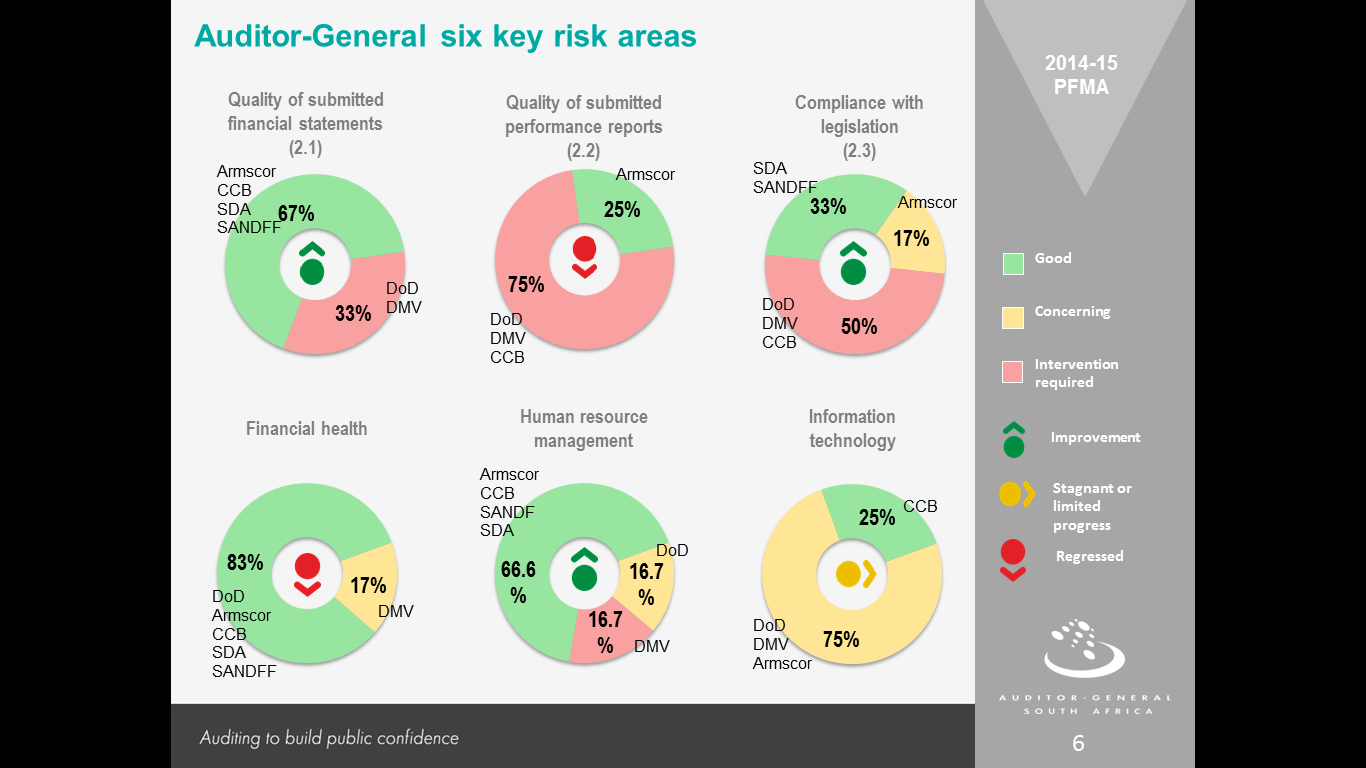 Auditor-General six key risk areas
Quality of submitted
financial statements
(2.1)
Armscor
CCB
SDA
SANDFF
67%
33%
DoD
DMV
Quality of submitted
performance reports
(2.2)
Armscor
25%
75%
DoD
DMV
CCB
Compliance with
legislation
(2.3)
SDA
SANDFF
33%
Armscor
17%
DoD
DMV
CCB
50%
Financial health
83%
DoD
Armscor
CCB
SDA
SANDFF
17%
DMV
Human resource
management
Armscor
CCB
SANDF
SDA
66.6
%
DoD
16.7
%
16.7
%
DMV
Information
technology
25%
CCB
DoD
DMV
Armscor
75%
2014-15
PFMA
Good
Concerning
Intervention
required
Improvement
Stagnant or
limited
progress
Regressed
AUDITOR-GENERAL
SOUTH AFRICA
Auditing to build public confidence
6